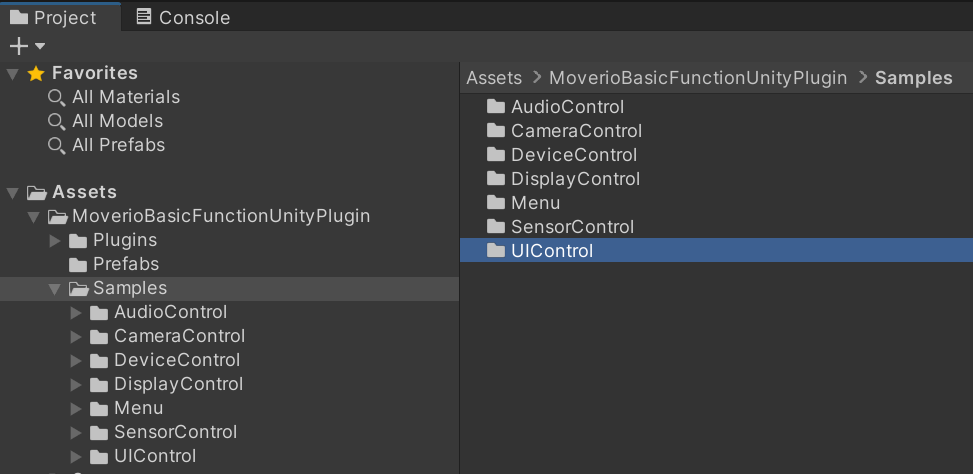 Project
Console
Favorites
All Materials
All Models
All Prefabs
Assets
MoverioBasicFunctionUnityPlugin
Plugins
Prefabs
Samples
AudioControl
CameraControl
DeviceControl
DisplayControl
Menu
SensorControl
UIControl
Assets > MoverioBasicFunctionUnityPlugin > Samples
AudioControl
CameraControl
DeviceControl
DisplayControl
Menu
SensorControl
UIControl